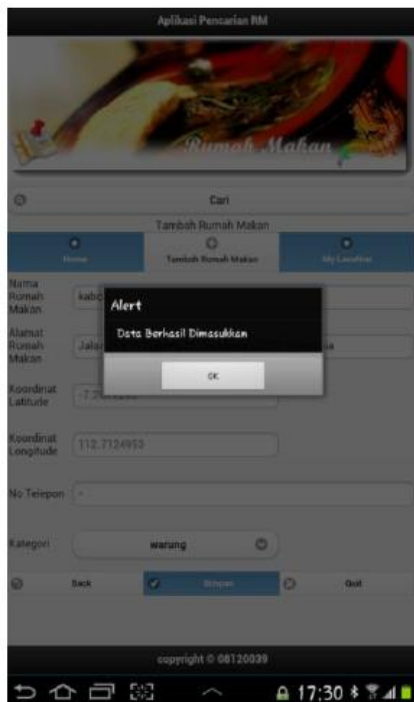 Aplikasi Pencarian RM
Rumah Makan
Cari
Tambah Rumah Makan
Home
Tambah Rumah Makan
My Location
Nama
Rumah
Makan
Alert
Data Berhasil Dimasukkan
OK
Alamat
Rumah
Makan
Koordinat
Latitude
Koordinat
Longitude
112.7124953
No Telepon
-
Kategori
warung
Back
Simpan
Quit
copyright © 08120039
17:30